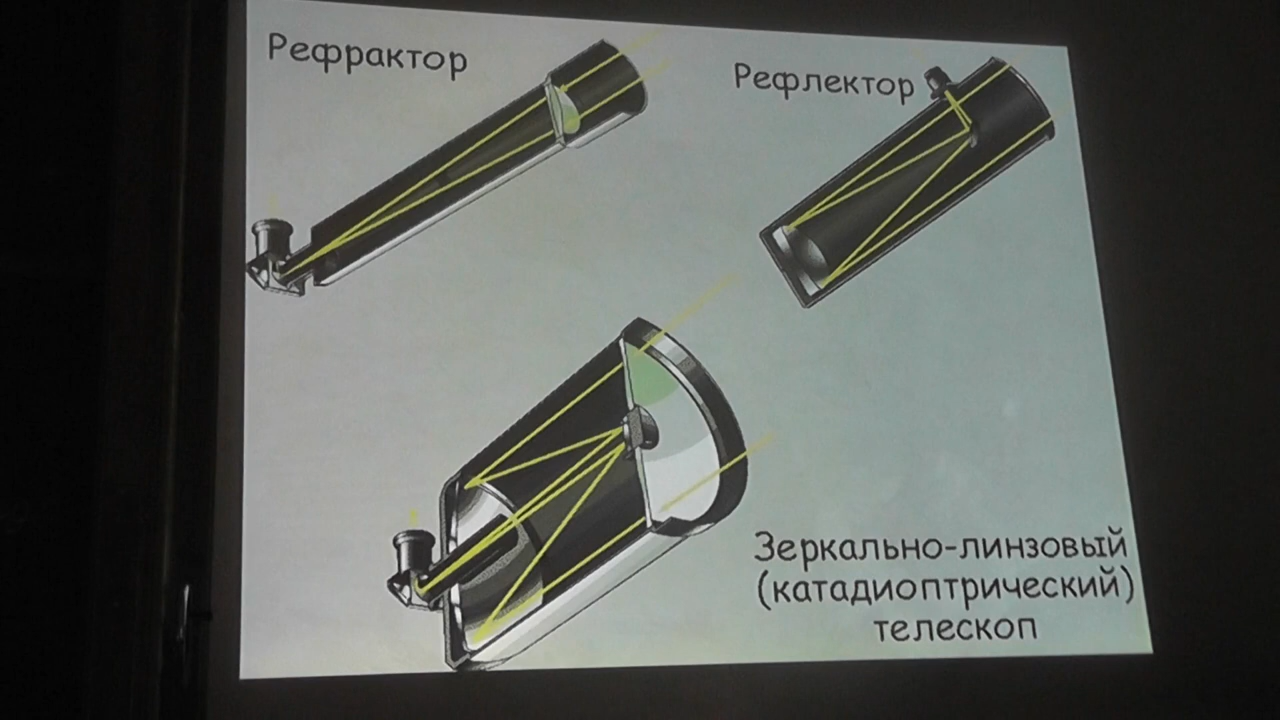 Рефрактор
Рефлектор
Зеркально-линзовый
(катадиоптрический)
телескоп